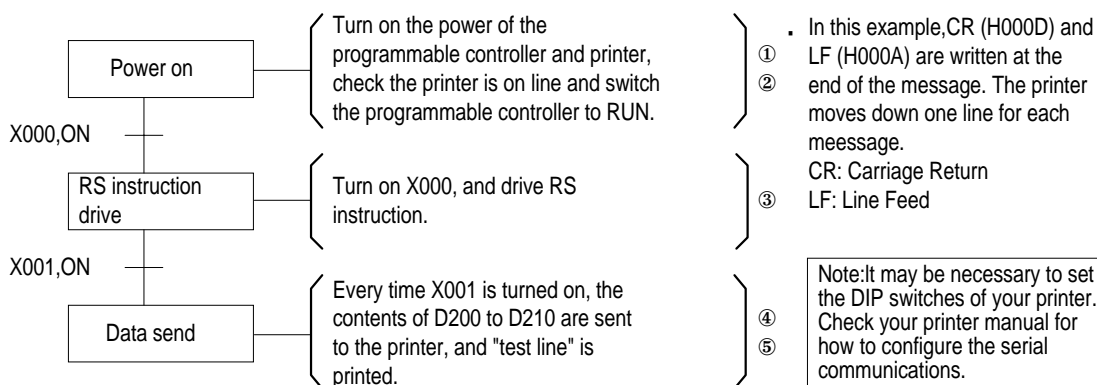 Power on
Turn on the power of the
programmable controller and printer,
check the printer is on line and switch
the programmable controller to RUN.
①
②
X000,ON
RS instruction
drive
Turn on X000, and drive RS
instruction.
③
X001,ON
Data send
Every time X001 is turned on, the
contents of D200 to D210 are sent
to the printer, and "test line" is
printed.
④
⑤
. In this example,CR (H000D) and
LF (H000A) are written at the
end of the message. The printer
moves down one line for each
meessage.
CR: Carriage Return
LF: Line Feed
Note:It may be necessary to set
the DIP switches of your printer.
Check your printer manual for
how to configure the serial
communications.